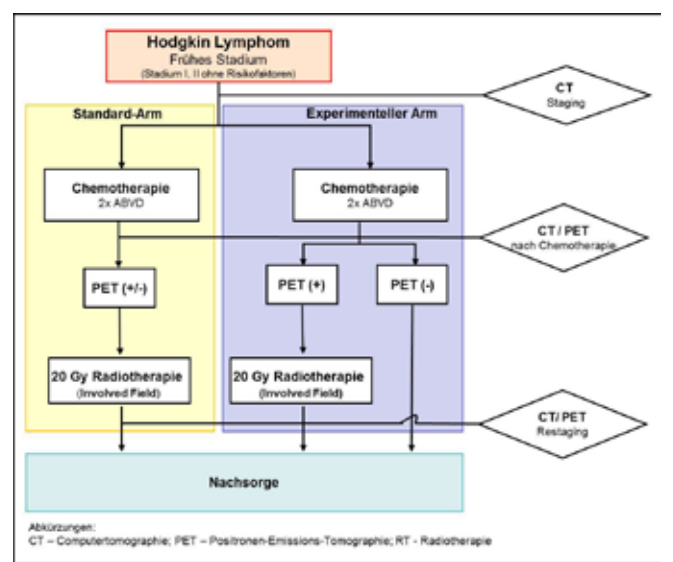 Hodgkin Lymphom
Frühes Stadium
(Stadium I, II ohne Risikofaktoren)
CT
Staging
Standard-Arm
Experimenteller Arm
Chemotherapie
2x ABVD
Chemotherapie
2x ABVD
CT / PET
nach Chemotherapie
PET (+/-)
PET (+)
PET (-)
20 Gy Radiotherapie
(Involved Field)
20 Gy Radiotherapie
(Involved Field)
CT/ PET
Restaging
Nachsorge
Abkürzungen:
CT – Computertomographie; PET – Positronen-Emissions-Tomographie; RT - Radiotherapie